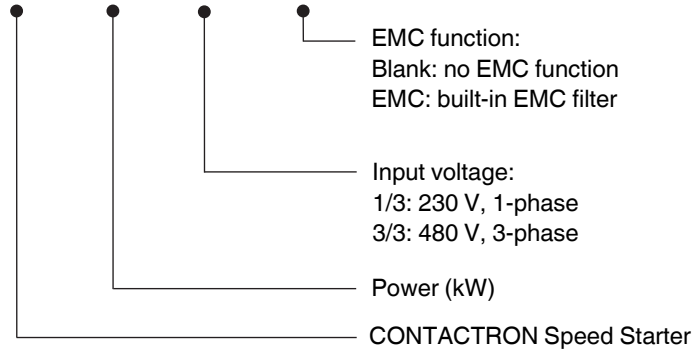 EMC function:
Blank: no EMC function
EMC: built-in EMC filter
Input voltage:
1/3: 230 V, 1-phase
3/3: 480 V, 3-phase
Power (kW)
CONTACTRON Speed Starter